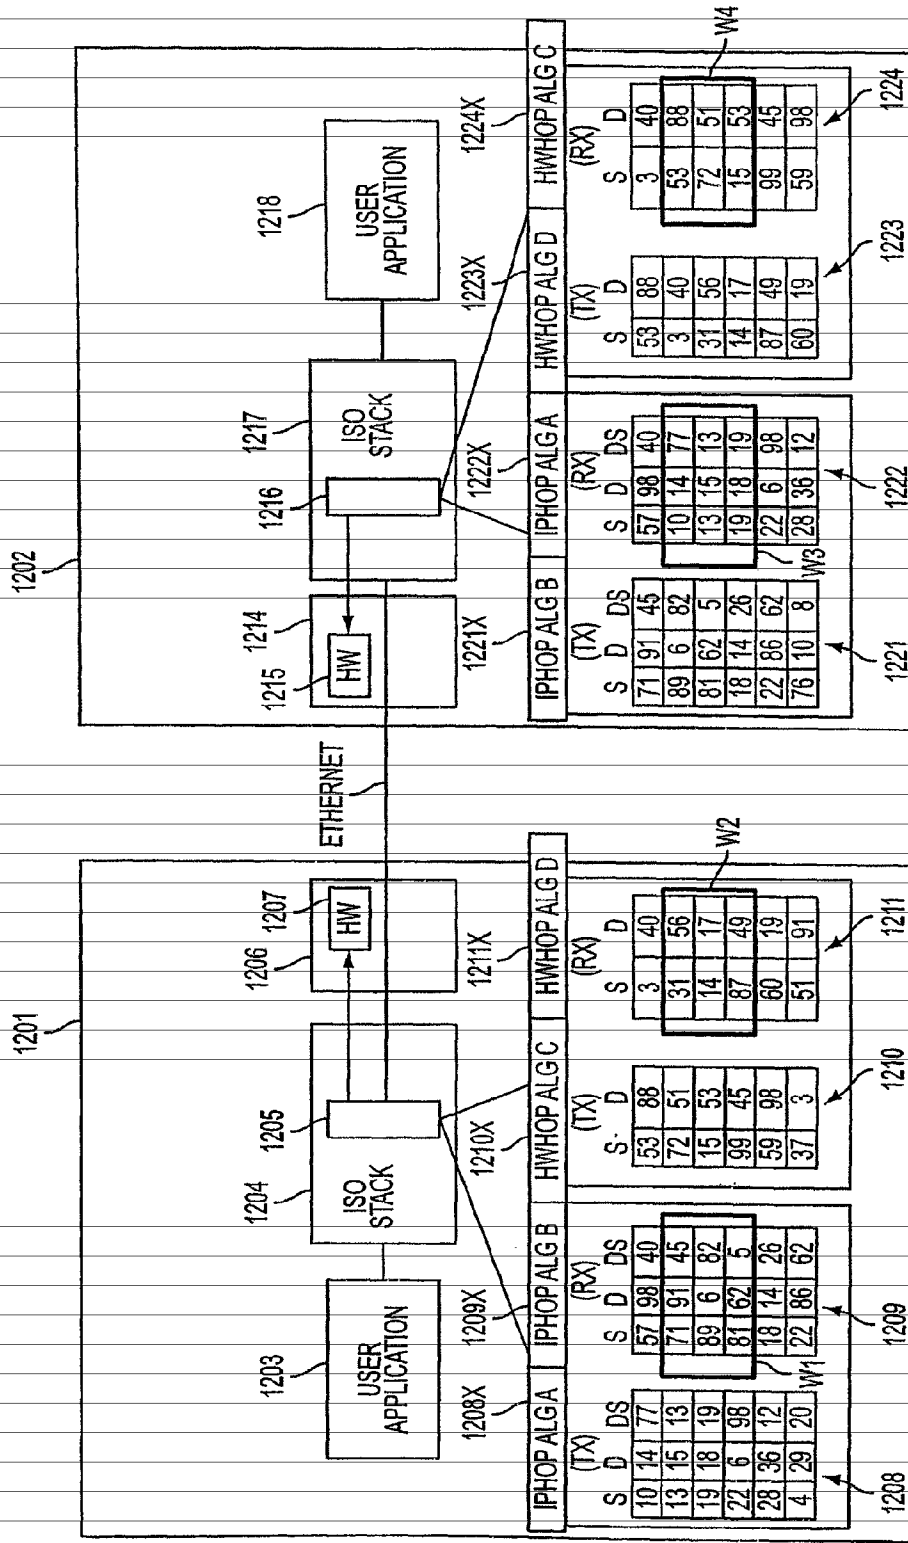 1201
1203
USER
APPLICATION
1204
1205
ISO
STACK
1206
1207
HW
ETHERNET
1208X
IPHOP ALG A
(TX)
S D DS
10 14 77
13 15 13
19 18 19
22 6 98
28 36 12
4 29 20
1208
1209X
IPHOP ALG B
(RX)
S D DS
57 98 40
71 91 45
89 6 82
81 62 5
18 14 26
22 86 62
W1
1209
1210X
HWHOP ALG C
(TX)
S D
53 88
72 51
15 53
99 45
59 98
37 3
1210
1211X
HWHOP ALG D
(RX)
S D
3 40
31 56
14 17
87 49
60 19
51 91
W2
1211
1202
1214
1215
HW
1216
1217
ISO
STACK
1218
USER
APPLICATION
1221X
IPHOP ALG B
(TX)
S D DS
71 91 45
89 6 82
81 62 5
18 14 26
22 86 62
76 10 8
1221
1222X
IPHOP ALG A
(RX)
S D DS
57 98 40
10 14 77
13 15 13
19 18 19
22 6 98
28 36 12
W3
1222
1223X
HWHOP ALG D
(TX)
S D
53 88
3 40
31 56
14 17
87 49
60 19
1223
1224X
HWHOP ALG C
(RX)
S D
3 40
53 88
72 51
15 53
99 45
59 98
W4
1224